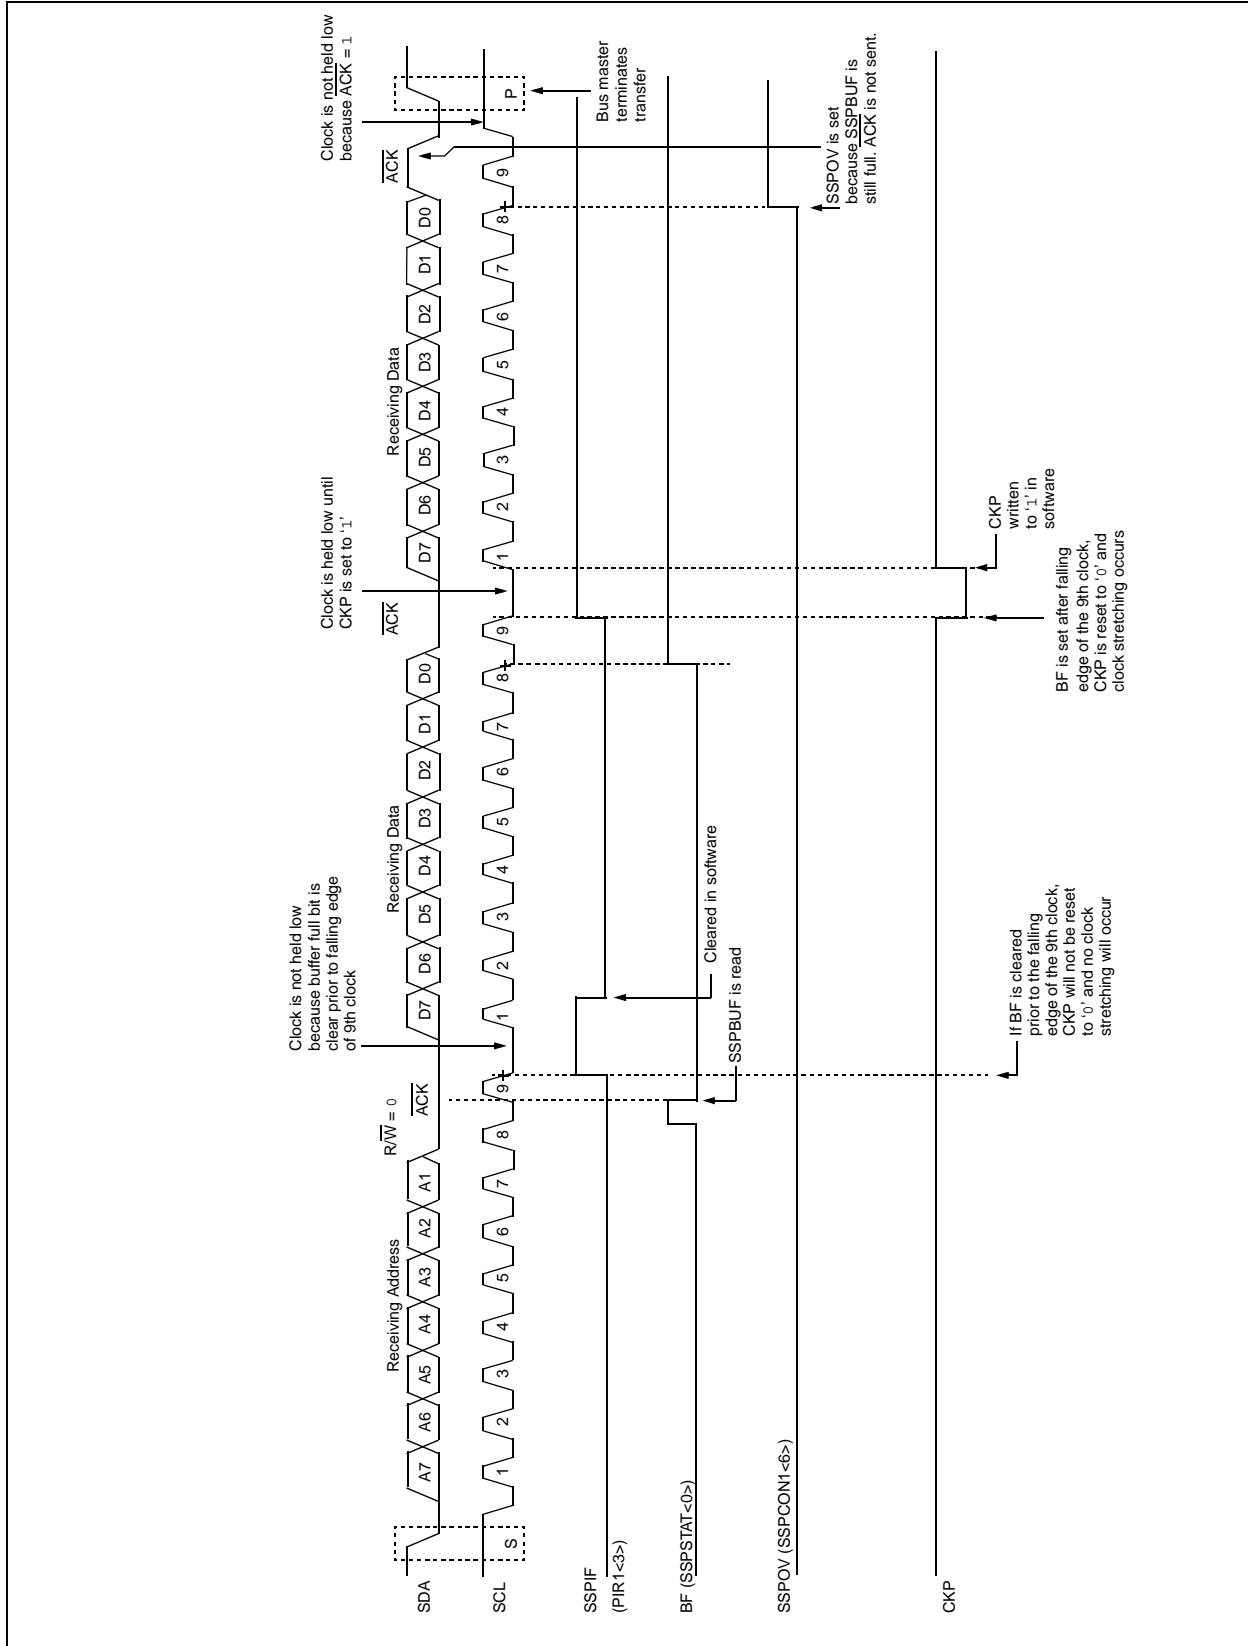 Clock is not held low
because ACK = 1
Clock is held low until
CKP is set to ‘1’
Clock is not held low
because buffer full bit is
clear prior to falling edge
of 9th clock
Receiving Address
R/W = 0
ACK
Receiving Data
ACK
Receiving Data
ACK
SDA
A7 A6 A5 A4 A3 A2 A1
D7 D6 D5 D4 D3 D2 D1 D0
D7 D6 D5 D4 D3 D2 D1 D0
SCL
S
1 2 3 4 5 6 7 8 9
1 2 3 4 5 6 7 8 9
1 2 3 4 5 6 7 8 9
P
SSPIF
(PIR1<3>)
Bus master
terminates
transfer
Cleared in software
BF (SSPSTAT<0>)
SSPBUF is read
SSPOV (SSPCON1<6>)
SSPOV is set
because SSPBUF is
still full. ACK is not sent.
CKP
CKP
written
to ‘1’ in
software
If BF is cleared
prior to the falling
edge of the 9th clock,
CKP will not be reset
to ‘0’ and no clock
stretching will occur
BF is set after falling
edge of the 9th clock,
CKP is reset to ‘0’ and
clock stretching occurs